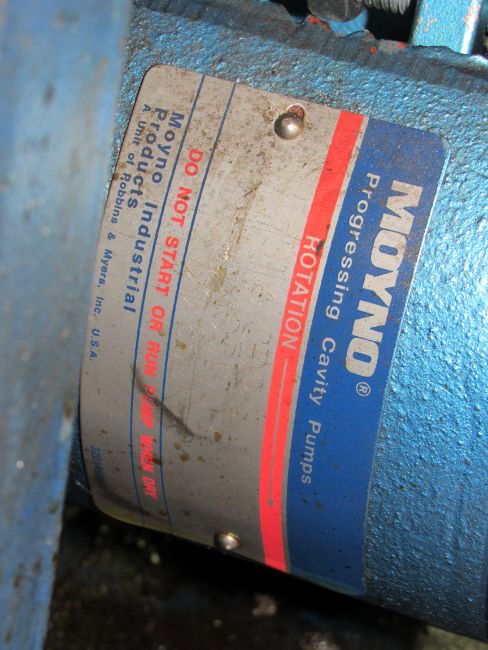 MOYNO®
Progressing Cavity Pumps
ROTATION
DO NOT START OR RUN PUMP WHEN DRY
Moyno Industrial
Products
A Unit of Robbins & Myers, Inc. U.S.A.